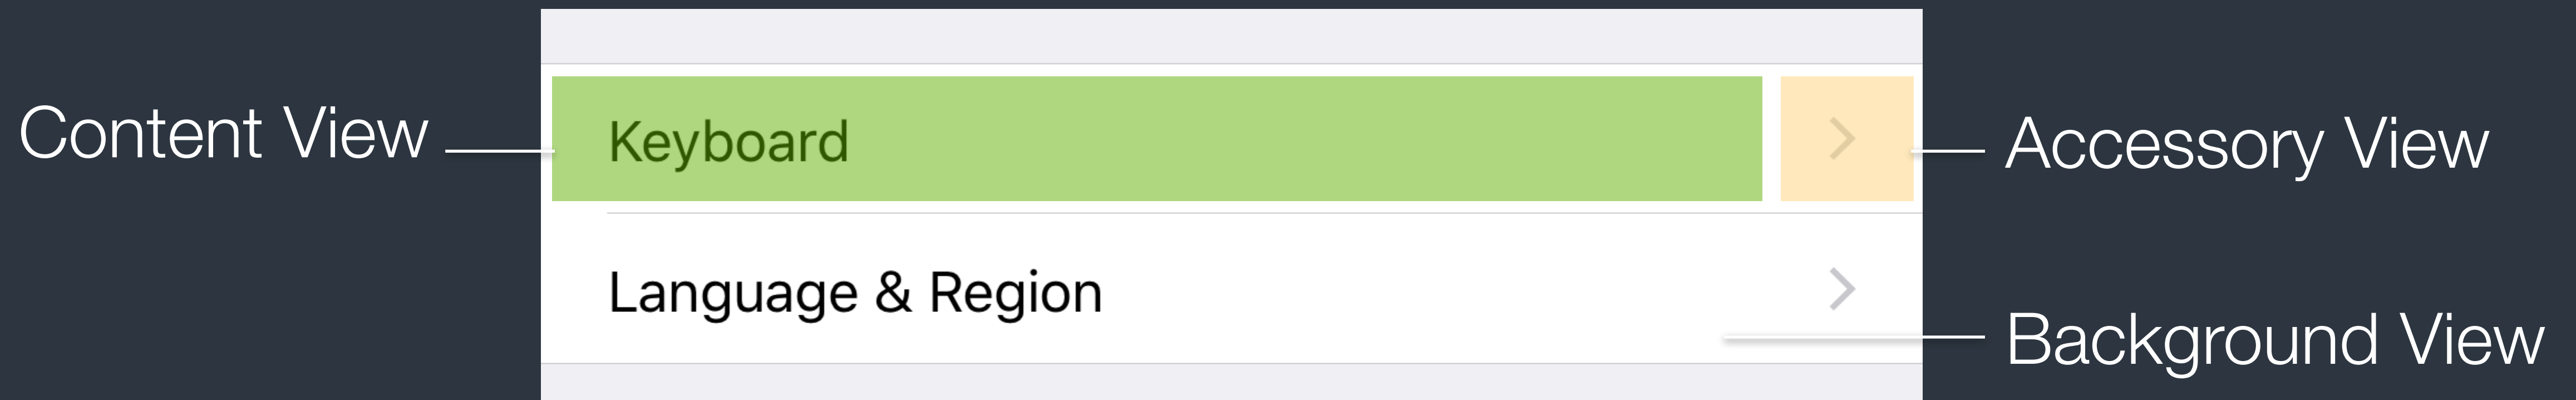 Content View
Keyboard
Accessory View
Language & Region
Background View